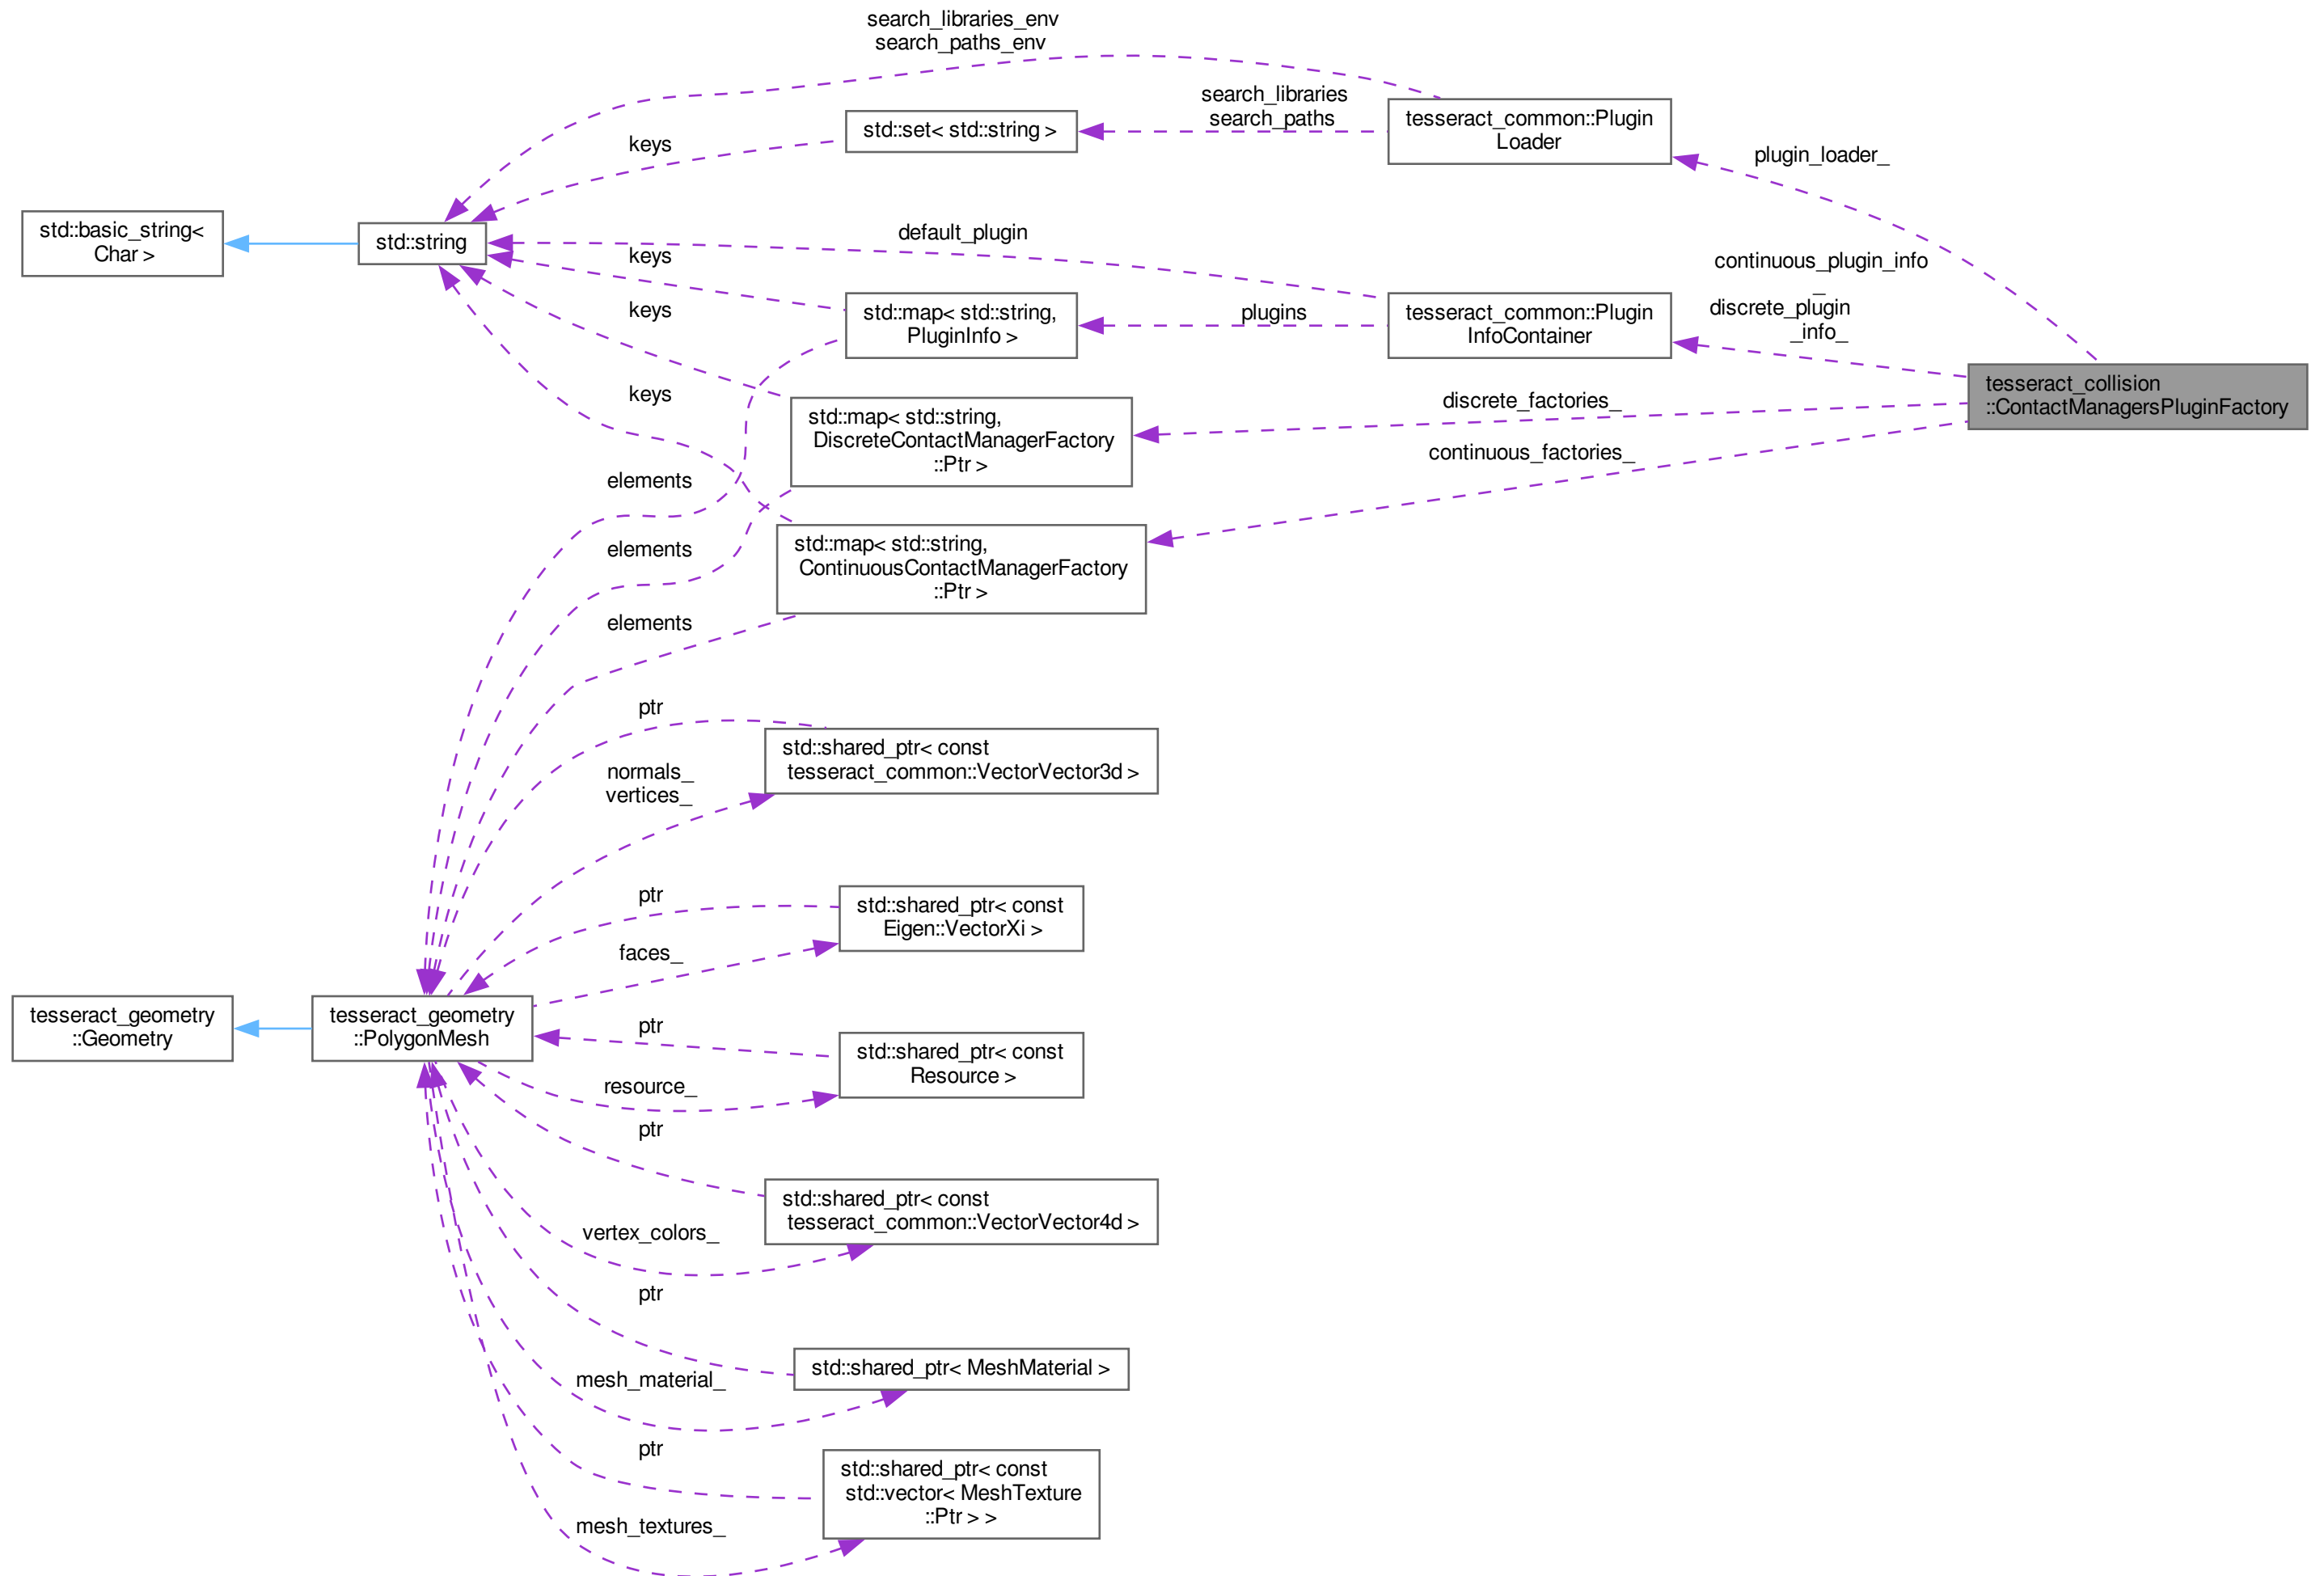 search_libraries_env
search_paths_env
search_libraries
search_paths
tesseract_common::Plugin
Loader
std::set< std::string >
keys
plugin_loader_
std::basic_string<
Char >
std::string
default_plugin
keys
continuous_plugin_info
_
discrete_plugin
_info_
std::map< std::string,
PluginInfo >
plugins
tesseract_common::Plugin
InfoContainer
keys
tesseract_collision
::ContactManagersPluginFactory
keys
std::map< std::string,
DiscreteContactManagerFactory
::Ptr >
discrete_factories_
continuous_factories_
elements
elements
std::map< std::string,
ContinuousContactManagerFactory
::Ptr >
elements
ptr
std::shared_ptr< const
tesseract_common::VectorVector3d >
normals_
vertices_
ptr
std::shared_ptr< const
Eigen::VectorXi >
faces_
tesseract_geometry
::Geometry
tesseract_geometry
::PolygonMesh
ptr
std::shared_ptr< const
Resource >
resource_
ptr
std::shared_ptr< const
tesseract_common::VectorVector4d >
vertex_colors_
ptr
std::shared_ptr< MeshMaterial >
mesh_material_
ptr
std::shared_ptr< const
std::vector< MeshTexture
::Ptr > >
mesh_textures_